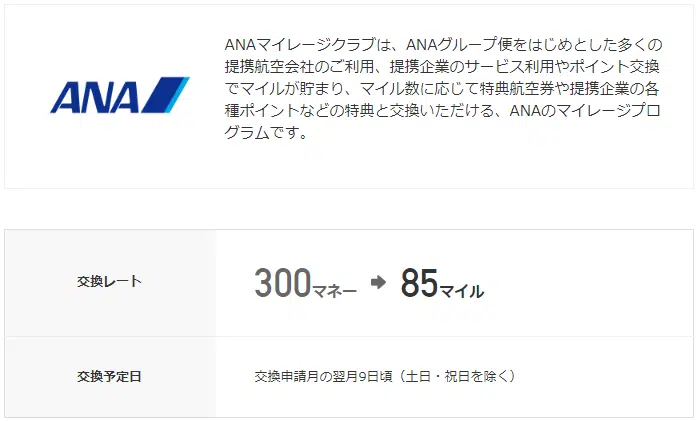 ANAマイレージクラブは、ANAグループ便をはじめとした多くの
提携航空会社のご利用、提携企業のサービス利用やポイント交換
でマイルが貯まり、マイル数に応じて特典航空券や提携企業の各
種ポイントなどの特典と交換いただける、ANAのマイレージプロ
グラムです。
ANA
交換レート
300マネー → 85マイル
交換予定日
交換申請月の翌月9日頃（土日・祝日を除く）